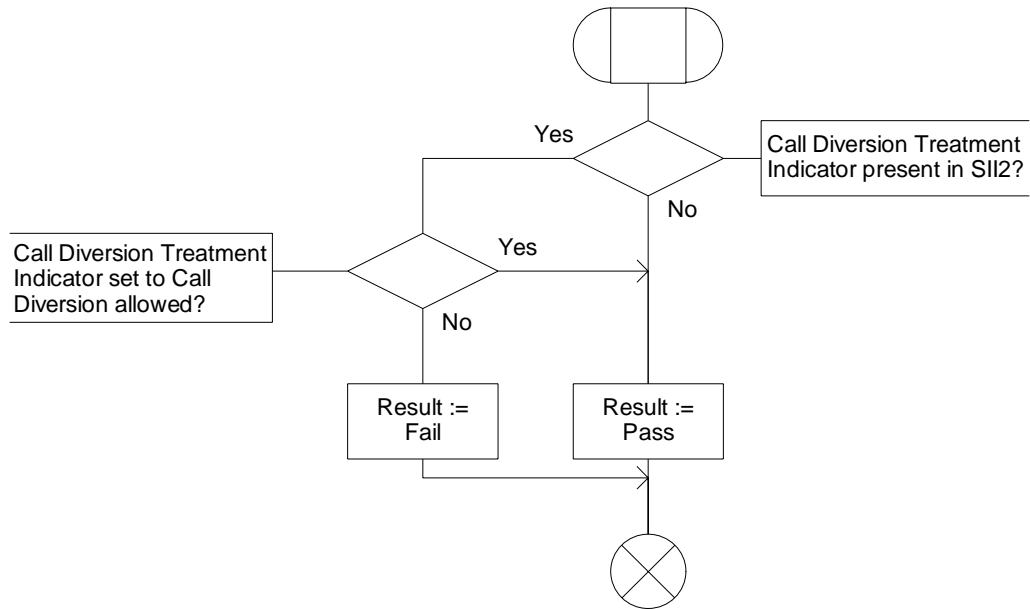 Yes
Call Diversion Treatment
Indicator present in SII2?
No
Call Diversion Treatment
Indicator set to Call
Diversion allowed?
Yes
No
Result :=
Fail
Result :=
Pass